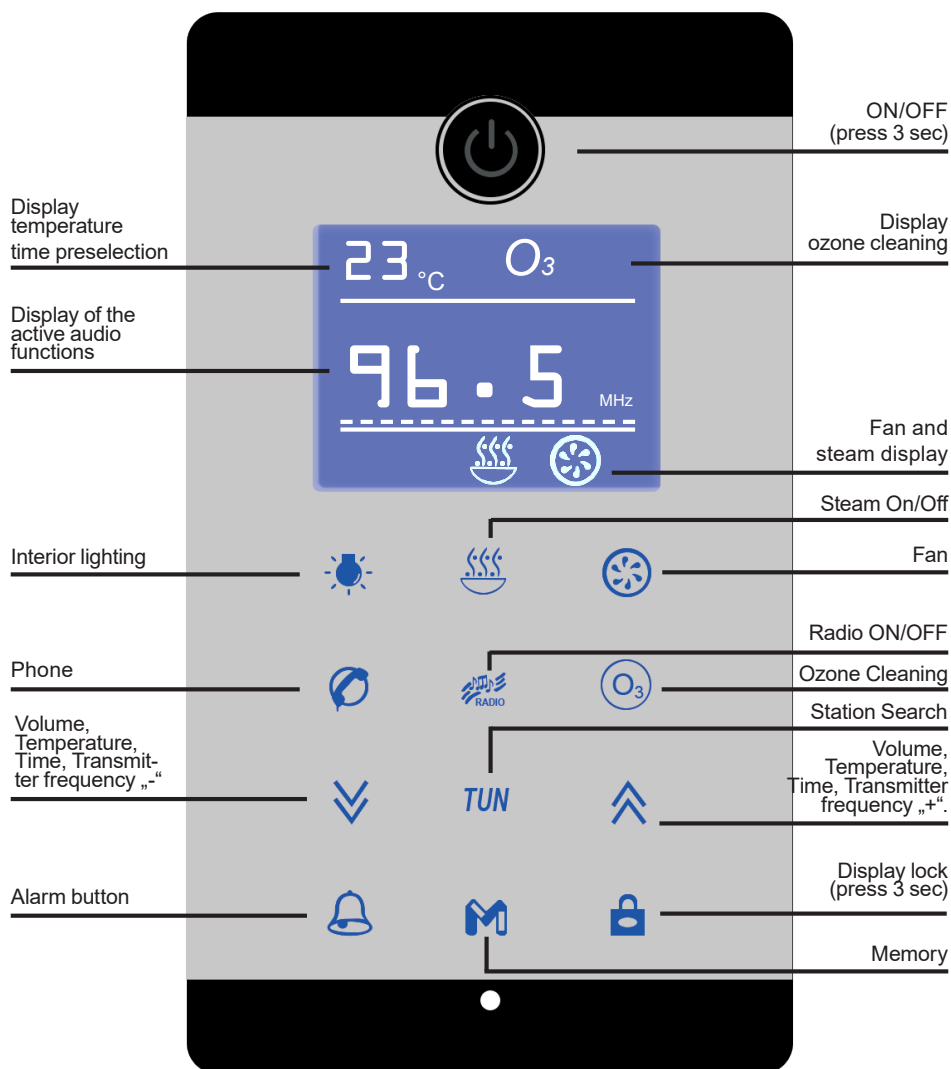 ON/OFF
(press 3 sec)
Display
temperature
time preselection
Display
ozone cleaning
23 °C O3
Display of the
active audio
functions
96.5 MHz
Fan and
steam display
Steam On/Off
Interior lighting
Fan
Radio ON/OFF
Phone
Ozone Cleaning
RADIO
O3
Station Search
Volume,
Temperature,
Time, Transmit-
ter frequency „-“
TUN
Volume,
Temperature,
Time, Transmitter
frequency „+“.
Display lock
(press 3 sec)
Alarm button
M
Memory